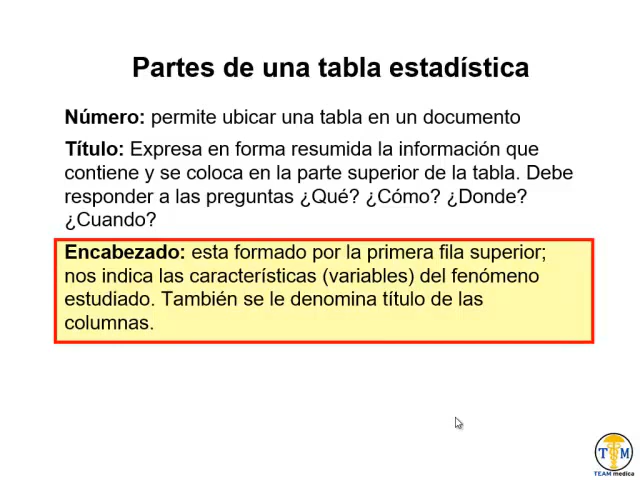 Partes de una tabla estadística
Número: permite ubicar una tabla en un documento
Título: Expresa en forma resumida la información que
contiene y se coloca en la parte superior de la tabla. Debe
responder a las preguntas ¿Qué? ¿Cómo? ¿Donde?
¿Cuando?
Encabezado: esta formado por la primera fila superior;
nos indica las características (variables) del fenómeno
estudiado. También se le denomina título de las
columnas.
T M
TEAM medica